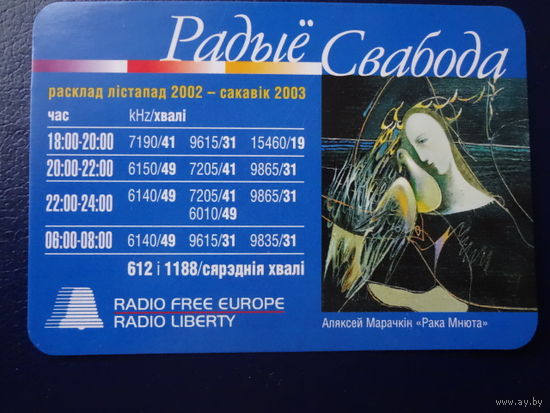 Радыё Свабода
расклад лістапад 2002 – сакавік 2003
час kHz/хвалі
18:00-20:00 7190/41 9615/31 15460/19
20:00-22:00 6150/49 7205/41 9865/31
22:00-24:00 6140/49 7205/41 9865/31
6010/49
06:00-08:00 6140/49 9615/31 9835/31
612 і 1188/сярэднія хвалі
RADIO FREE EUROPE
RADIO LIBERTY
Аляксей Марачкін «Рака Мнюта»
www.ay.by